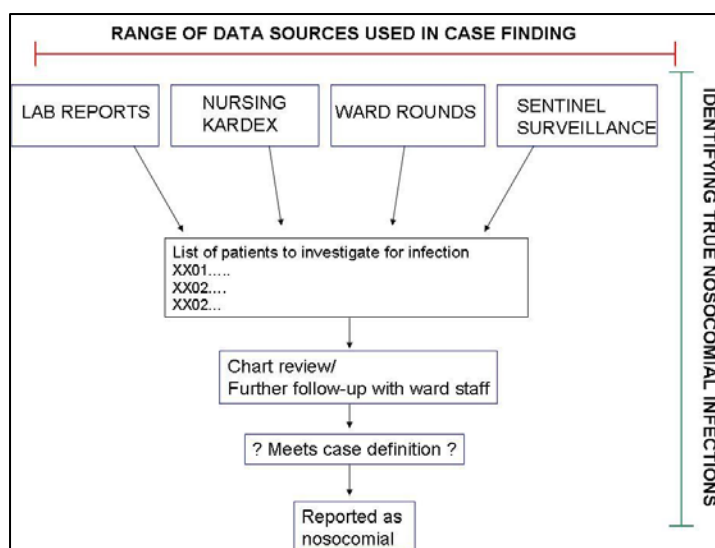 RANGE OF DATA SOURCES USED IN CASE FINDING
LAB REPORTS
NURSING
KARDEX
WARD ROUNDS
SENTINEL
SURVEILLANCE
List of patients to investigate for infection
XX01.....
XX02....
XX02...
Chart review/
Further follow-up with ward staff
? Meets case definition ?
Reported as
nosocomial
IDENTIFYING TRUE NOSOCOMIAL INFECTIONS